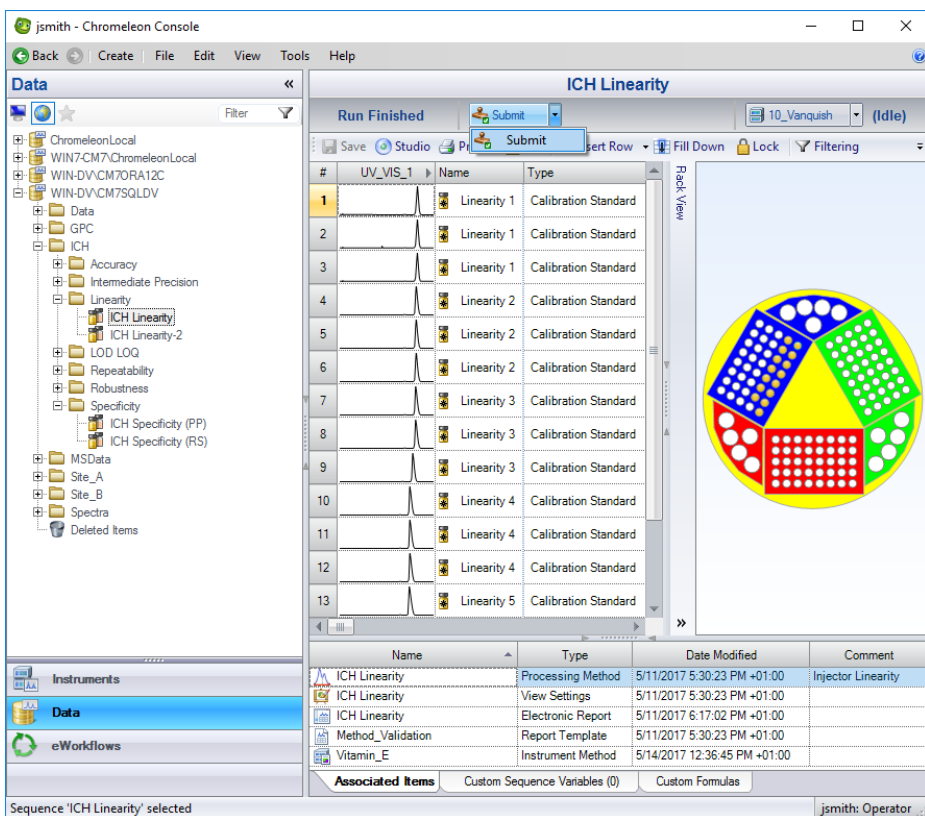 jsmith - Chromeleon Console
Back Create File Edit View Tools Help
Data «
Filter
ChromeleonLocal
WIN7-CM7\ChromeleonLocal
WIN-DV\CM7ORA12C
WIN-DV\CM7SQLDV
Data
GPC
ICH
Accuracy
Intermediate Precision
Linearity
ICH Linearity
ICH Linearity-2
LOD LOQ
Repeatability
Robustness
Specificity
ICH Specificity (PP)
ICH Specificity (RS)
MSData
Site_A
Site_B
Spectra
Deleted Items
Instruments
Data
eWorkflows
ICH Linearity
Run Finished Submit 10_Vanquish (Idle)
Submit
Save Studio Row Fill Down Lock Filtering
# UV_VIS_1 Name Type
1 Linearity 1 Calibration Standard
2 Linearity 1 Calibration Standard
3 Linearity 1 Calibration Standard
4 Linearity 2 Calibration Standard
5 Linearity 2 Calibration Standard
6 Linearity 2 Calibration Standard
7 Linearity 3 Calibration Standard
8 Linearity 3 Calibration Standard
9 Linearity 3 Calibration Standard
10 Linearity 4 Calibration Standard
11 Linearity 4 Calibration Standard
12 Linearity 4 Calibration Standard
13 Linearity 5 Calibration Standard
Rack View
»
Name Type Date Modified Comment
ICH Linearity Processing Method 5/11/2017 5:30:23 PM +01:00 Injector Linearity
ICH Linearity View Settings 5/11/2017 5:30:23 PM +01:00
ICH Linearity Electronic Report 5/11/2017 6:17:02 PM +01:00
Method_Validation Report Template 5/11/2017 5:30:23 PM +01:00
Vitamin_E Instrument Method 5/14/2017 12:36:45 PM +01:00
Associated Items Custom Sequence Variables (0) Custom Formulas
Sequence 'ICH Linearity' selected jsmith: Operator